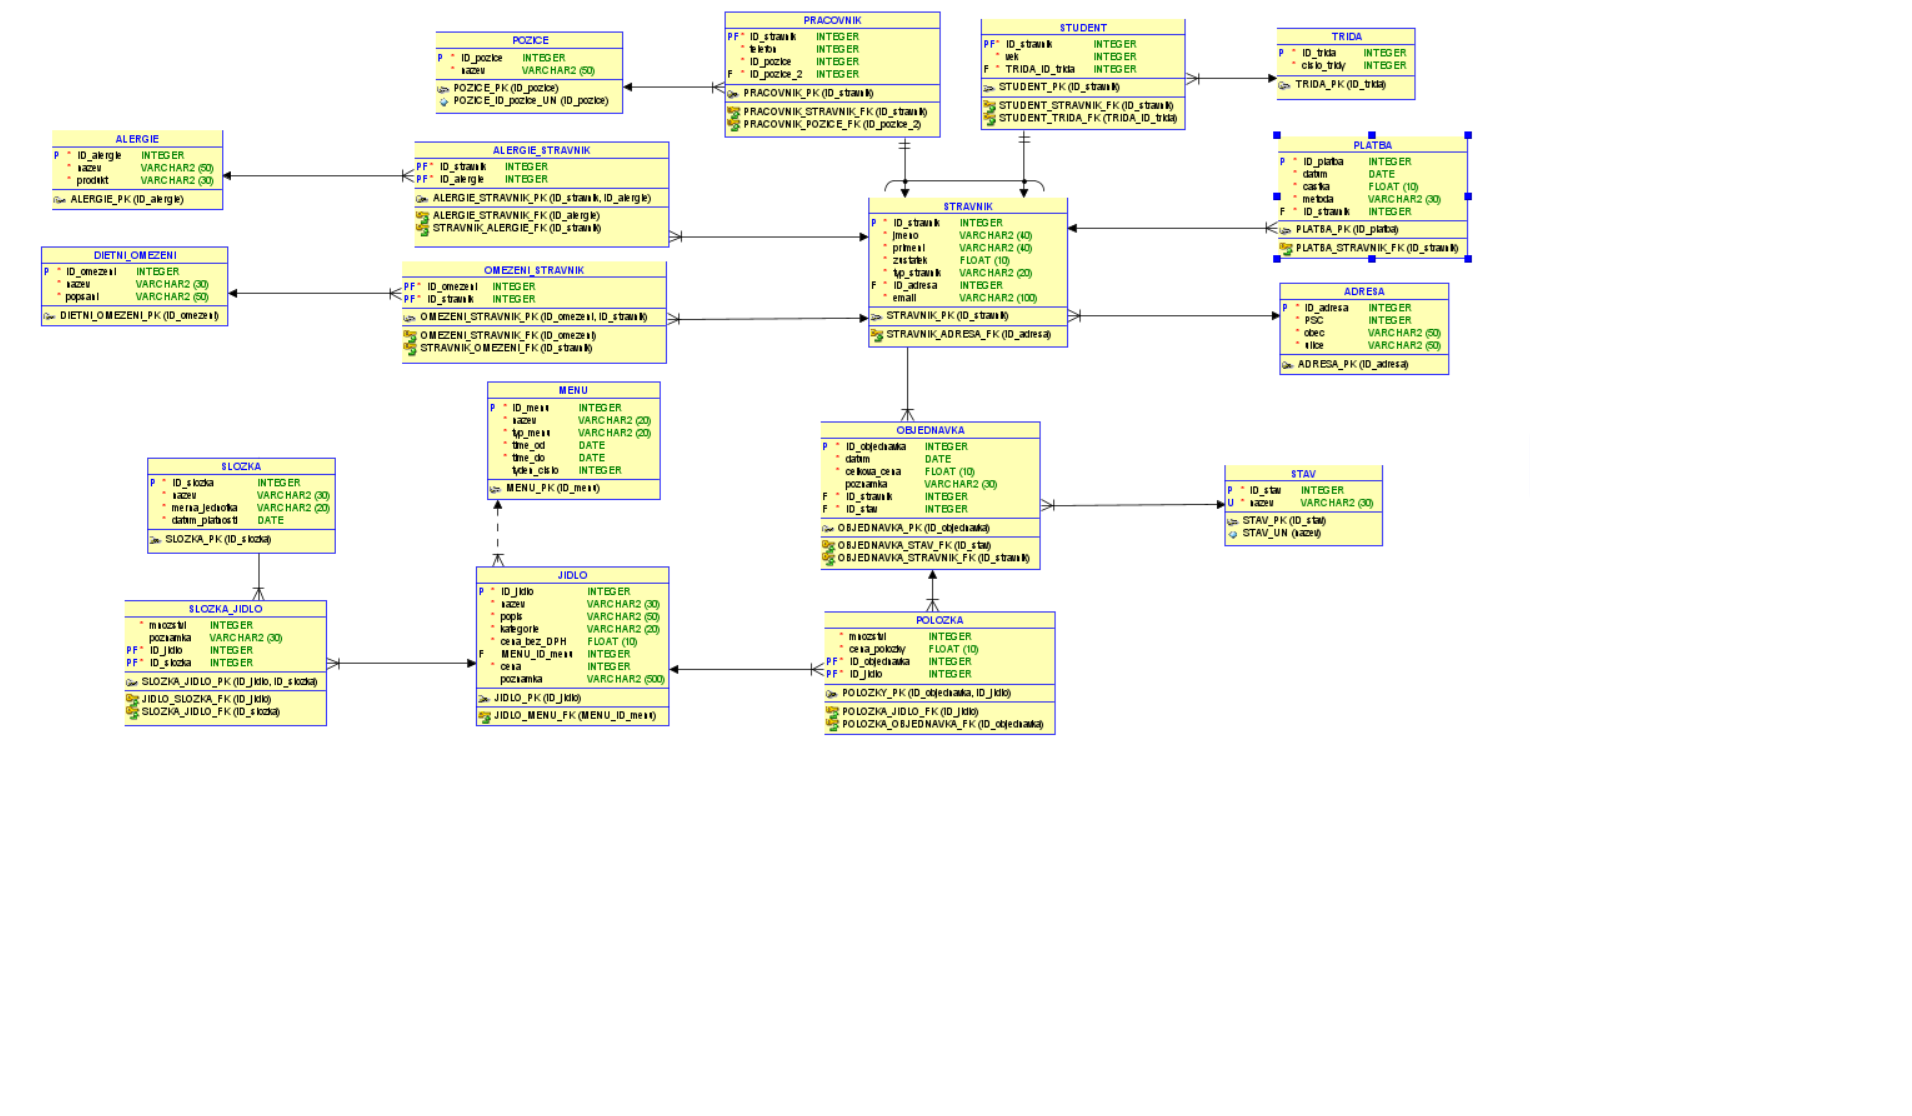 POZICE
P * ID_pozice INTEGER
* nazev VARCHAR2 (50)
POZICE_PK (ID_pozice)
POZICE_ID_pozice_UN (ID_pozice)
PRACOVNIK
PF* ID_stravnik INTEGER
* telefon INTEGER
* ID_pozice INTEGER
F * ID_pozice_2 INTEGER
PRACOVNIK_PK (ID_stravnik)
PRACOVNIK_STRAVNIK_FK (ID_stravnik)
PRACOVNIK_POZICE_FK (ID_pozice_2)
STUDENT
PF* ID_stravnik INTEGER
* vek INTEGER
F * TRIDA_ID_trida INTEGER
STUDENT_PK (ID_stravnik)
STUDENT_STRAVNIK_FK (ID_stravnik)
STUDENT_TRIDA_FK (TRIDA_ID_trida)
TRIDA
P * ID_trida INTEGER
* cislo_tridy INTEGER
TRIDA_PK (ID_trida)
ALERGIE
P * ID_alergie INTEGER
* nazev VARCHAR2 (50)
* produkt VARCHAR2 (30)
ALERGIE_PK (ID_alergie)
ALERGIE_STRAVNIK
PF* ID_stravnik INTEGER
PF* ID_alergie INTEGER
ALERGIE_STRAVNIK_PK (ID_stravnik, ID_alergie)
ALERGIE_STRAVNIK_FK (ID_alergie)
STRAVNIK_ALERGIE_FK (ID_stravnik)
PLATBA
P * ID_platba INTEGER
* datum DATE
* castka FLOAT (10)
* metoda VARCHAR2 (30)
F * ID_stravnik INTEGER
PLATBA_PK (ID_platba)
PLATBA_STRAVNIK_FK (ID_stravnik)
STRAVNIK
P * ID_stravnik INTEGER
* jmeno VARCHAR2 (40)
* primeni VARCHAR2 (40)
* zustatek FLOAT (10)
* typ_stravnik VARCHAR2 (20)
F * ID_adresa INTEGER
* email VARCHAR2 (100)
STRAVNIK_PK (ID_stravnik)
STRAVNIK_ADRESA_FK (ID_adresa)
DIETNI_OMEZENI
P * ID_omezeni INTEGER
* nazev VARCHAR2 (30)
* popsani VARCHAR2 (50)
DIETNI_OMEZENI_PK (ID_omezeni)
OMEZENI_STRAVNIK
PF* ID_omezeni INTEGER
PF* ID_stravnik INTEGER
OMEZENI_STRAVNIK_PK (ID_omezeni, ID_stravnik)
OMEZENI_STRAVNIK_FK (ID_omezeni)
STRAVNIK_OMEZENI_FK (ID_stravnik)
ADRESA
P * ID_adresa INTEGER
* PSC INTEGER
* obec VARCHAR2 (50)
* ulice VARCHAR2 (50)
ADRESA_PK (ID_adresa)
MENU
P * ID_menu INTEGER
* nazev VARCHAR2 (20)
* typ_menu VARCHAR2 (20)
* time_od DATE
* time_do DATE
tyden_cislo INTEGER
MENU_PK (ID_menu)
OBJEDNAVKA
P * ID_objednavka INTEGER
* datum DATE
* celkova_cena FLOAT (10)
poznamka VARCHAR2 (30)
F * ID_stravnik INTEGER
F * ID_stav INTEGER
OBJEDNAVKA_PK (ID_objednavka)
OBJEDNAVKA_STAV_FK (ID_stav)
OBJEDNAVKA_STRAVNIK_FK (ID_stravnik)
SLOZKA
P * ID_slozka INTEGER
* nazev VARCHAR2 (30)
* merna_jednotka VARCHAR2 (20)
* datum_platnosti DATE
SLOZKA_PK (ID_slozka)
STAV
P * ID_stav INTEGER
U * nazev VARCHAR2 (30)
STAV_PK (ID_stav)
STAV_UN (nazev)
SLOZKA_JIDLO
* mnozstvi INTEGER
poznamka VARCHAR2 (30)
PF* ID_jidlo INTEGER
PF* ID_slozka INTEGER
SLOZKA_JIDLO_PK (ID_jidlo, ID_slozka)
JIDLO_SLOZKA_FK (ID_jidlo)
SLOZKA_JIDLO_FK (ID_slozka)
JIDLO
P * ID_jidlo INTEGER
* nazev VARCHAR2 (30)
* popis VARCHAR2 (50)
* kategorie VARCHAR2 (20)
* cena_bez_DPH FLOAT (10)
F MENU_ID_menu INTEGER
* cena INTEGER
poznamka VARCHAR2 (500)
JIDLO_PK (ID_jidlo)
JIDLO_MENU_FK (MENU_ID_menu)
POLOZKA
* mnozstvi INTEGER
* cena_polozky FLOAT (10)
PF* ID_objednavka INTEGER
PF* ID_jidlo INTEGER
POLOZKY_PK (ID_objednavka, ID_jidlo)
POLOZKA_JIDLO_FK (ID_jidlo)
POLOZKA_OBJEDNAVKA_FK (ID_objednavka)